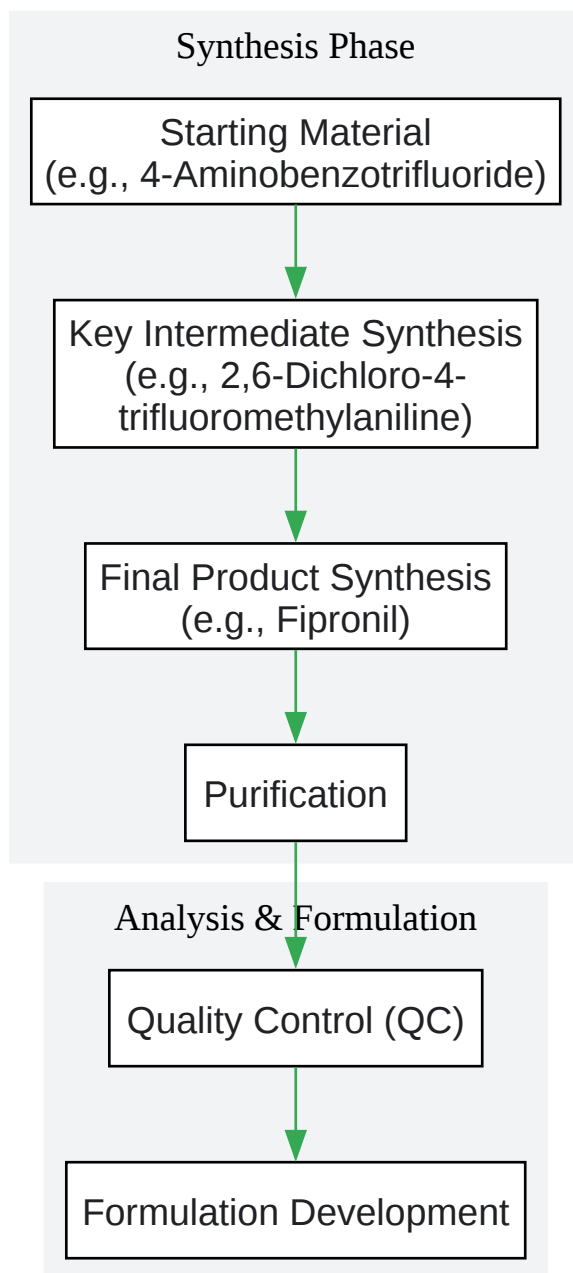 Synthesis Phase
Starting Material
(e.g., 4-Aminobenzotrifluoride)
Key Intermediate Synthesis
(e.g., 2,6-Dichloro-4-
trifluoromethylaniline)
Final Product Synthesis
(e.g., Fipronil)
Purification
Analysis & Formulation
Quality Control (QC)
Formulation Development